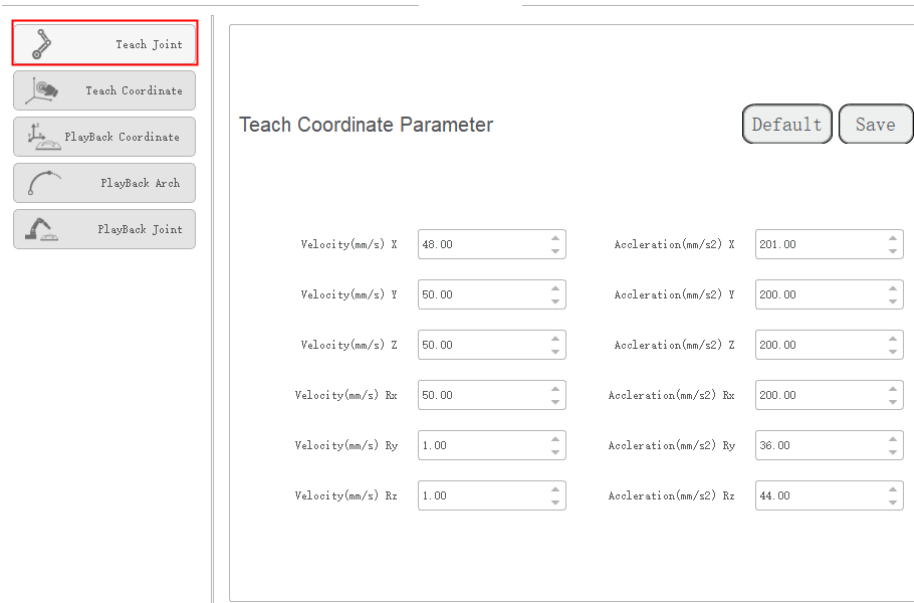 Teach Joint
Teach Coordinate
PlayBack Coordinate
PlayBack Arch
PlayBack Joint
Teach Coordinate Parameter
Default
Save
Velocity(mm/s) X 48.00 Accleration(mm/s2) X 201.00
Velocity(mm/s) Y 50.00 Accleration(mm/s2) Y 200.00
Velocity(mm/s) Z 50.00 Accleration(mm/s2) Z 200.00
Velocity(mm/s) Rx 50.00 Accleration(mm/s2) Rx 200.00
Velocity(mm/s) Ry 1.00 Accleration(mm/s2) Ry 36.00
Velocity(mm/s) Rz 1.00 Accleration(mm/s2) Rz 44.00